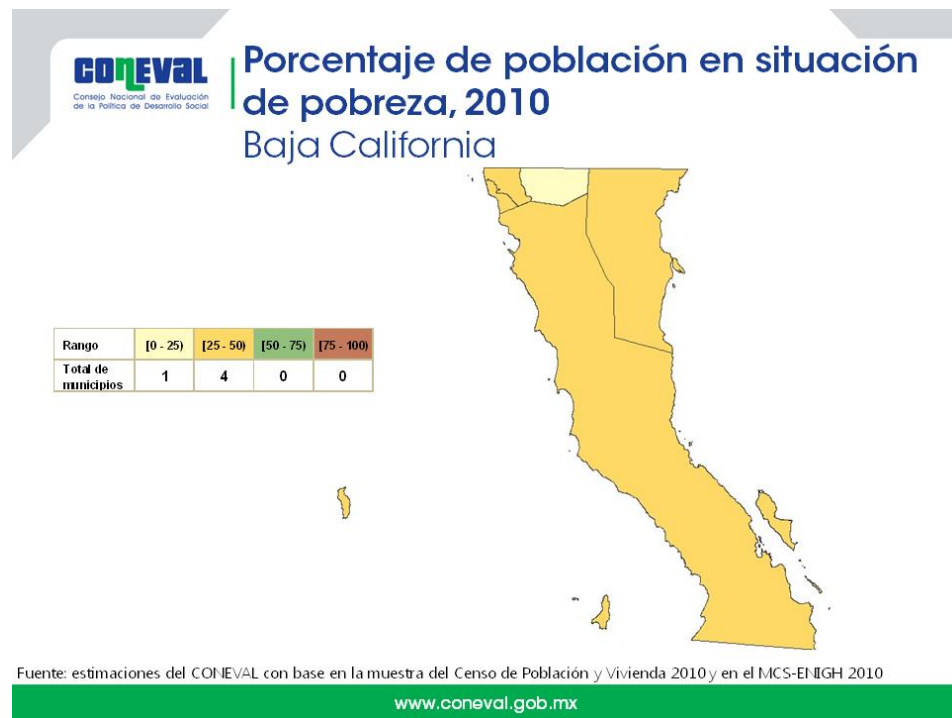 CONEVAL
Consejo Nacional de Evaluación
de la Política de Desarrollo Social
Porcentaje de población en situación
de pobreza, 2010
Baja California
Rango [0 - 25) [25 - 50) [50 - 75) [75 - 100)
Total de
municipios 1 4 0 0
Fuente: estimaciones del CONEVAL con base en la muestra del Censo de Población y Vivienda 2010 y en el MCS-ENIGH 2010
www.coneval.gob.mx